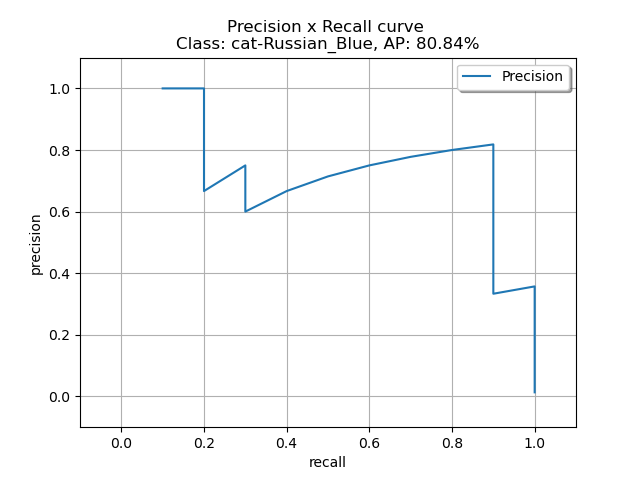 Precision x Recall curve
Class: cat-Russian_Blue, AP: 80.84%
Precision
1.0
0.8
0.6
0.4
0.2
0.0
precision
0.0 0.2 0.4 0.6 0.8 1.0
recall